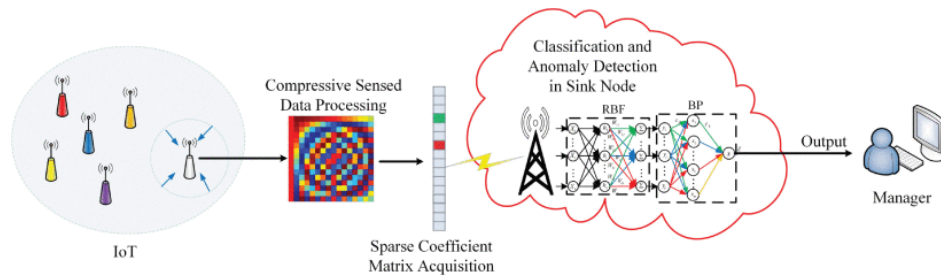 Classification and
Anomaly Detection
in Sink Node
Compressive Sensed
Data Processing
RBF
BP
Output
Manager
IoT
Sparse Coefficient
Matrix Acquisition